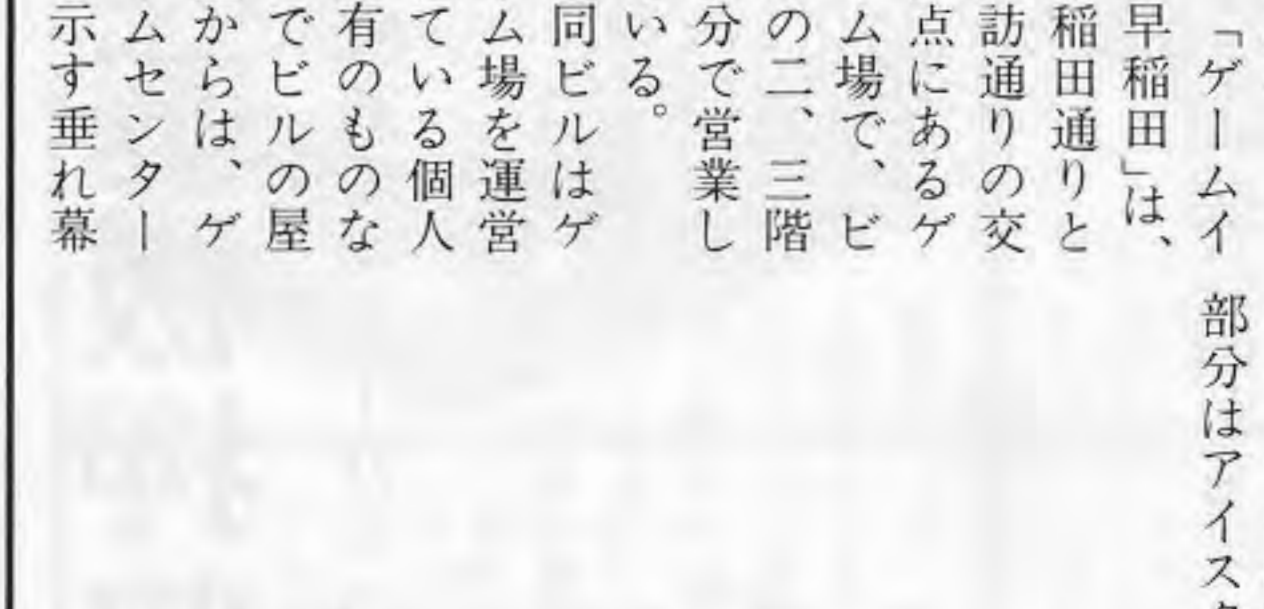 「ゲームイ
早稲田」は、
稲田通りと
訪通りの交
点にあるゲ
ム場で、ビ
の二、三階
分で営業し
いる。
同ビルはゲ
ム場を運営
ている個人
有のものな
でビルの屋
からは、ゲ
ムセンター
示す垂れ幕
部分はアイス